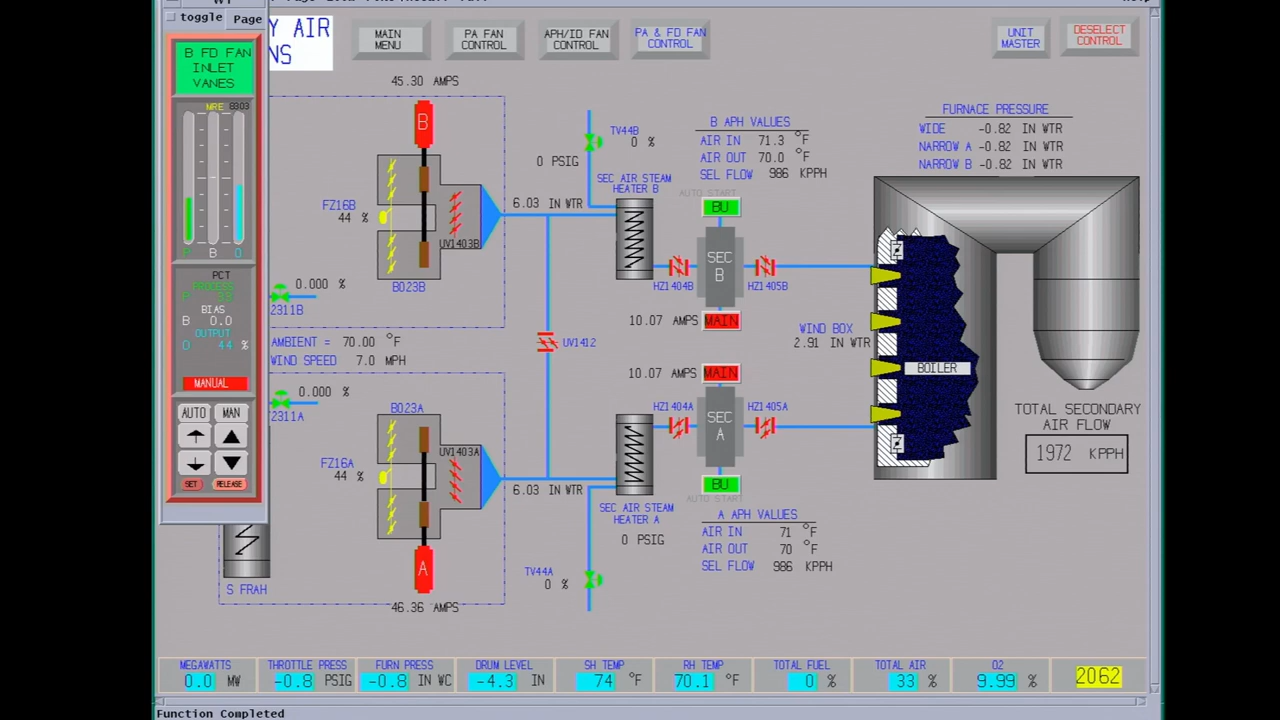 toggle Page
Y AIR
NS
MAIN
MENU
PA FAN
CONTROL
APH/ID FAN
CONTROL
PA & FD FAN
CONTROL
UNIT
MASTER
DESELECT
CONTROL
B FD FAN
INLET
VANES
MRE 8303
P B O
PCT
PROCESS
P 33
BIAS
B 0.0
OUTPUT
O 44 %
MANUAL
AUTO MAN
SET RELEASE
S FRAH
45.30 AMPS
B
FZ16B
44 %
UV1403B
B023B
0.000 %
2311B
AMBIENT = 70.00 °F
WIND SPEED 7.0 MPH
0.000 %
2311A
B023A
FZ16A
44 %
UV1403A
A
46.36 AMPS
TV44B
0 %
0 PSIG
SEC AIR STEAM
HEATER B
6.03 IN WTR
UV1412
6.03 IN WTR
SEC AIR STEAM
HEATER A
0 PSIG
TV44A
0 %
B APH VALUES
AIR IN 71.3 °F
AIR OUT 70.0 °F
SEL FLOW 986 KPPH
AUTO START
BU
SEC
B
HZ1404B
HZ1405B
10.07 AMPS MAIN
10.07 AMPS MAIN
HZ1404A
HZ1405A
SEC
A
BU
AUTO START
A APH VALUES
AIR IN 71 °F
AIR OUT 70 °F
SEL FLOW 986 KPPH
FURNACE PRESSURE
WIDE -0.82 IN WTR
NARROW A -0.82 IN WTR
NARROW B -0.82 IN WTR
WIND BOX
2.91 IN WTR
BOILER
TOTAL SECONDARY
AIR FLOW
1972 KPPH
MEGAWATTS
0.0 MW
THROTTLE PRESS
-0.8 PSIG
FURN PRESS
-0.8 IN WC
DRUM LEVEL
-4.3 IN
SH TEMP
74 °F
RH TEMP
70.1 °F
TOTAL FUEL
0 %
TOTAL AIR
33 %
O2
9.99 %
2062
Function Completed